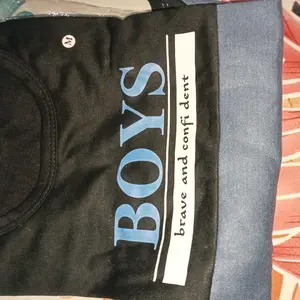 M
BOYS
brave and confi dent